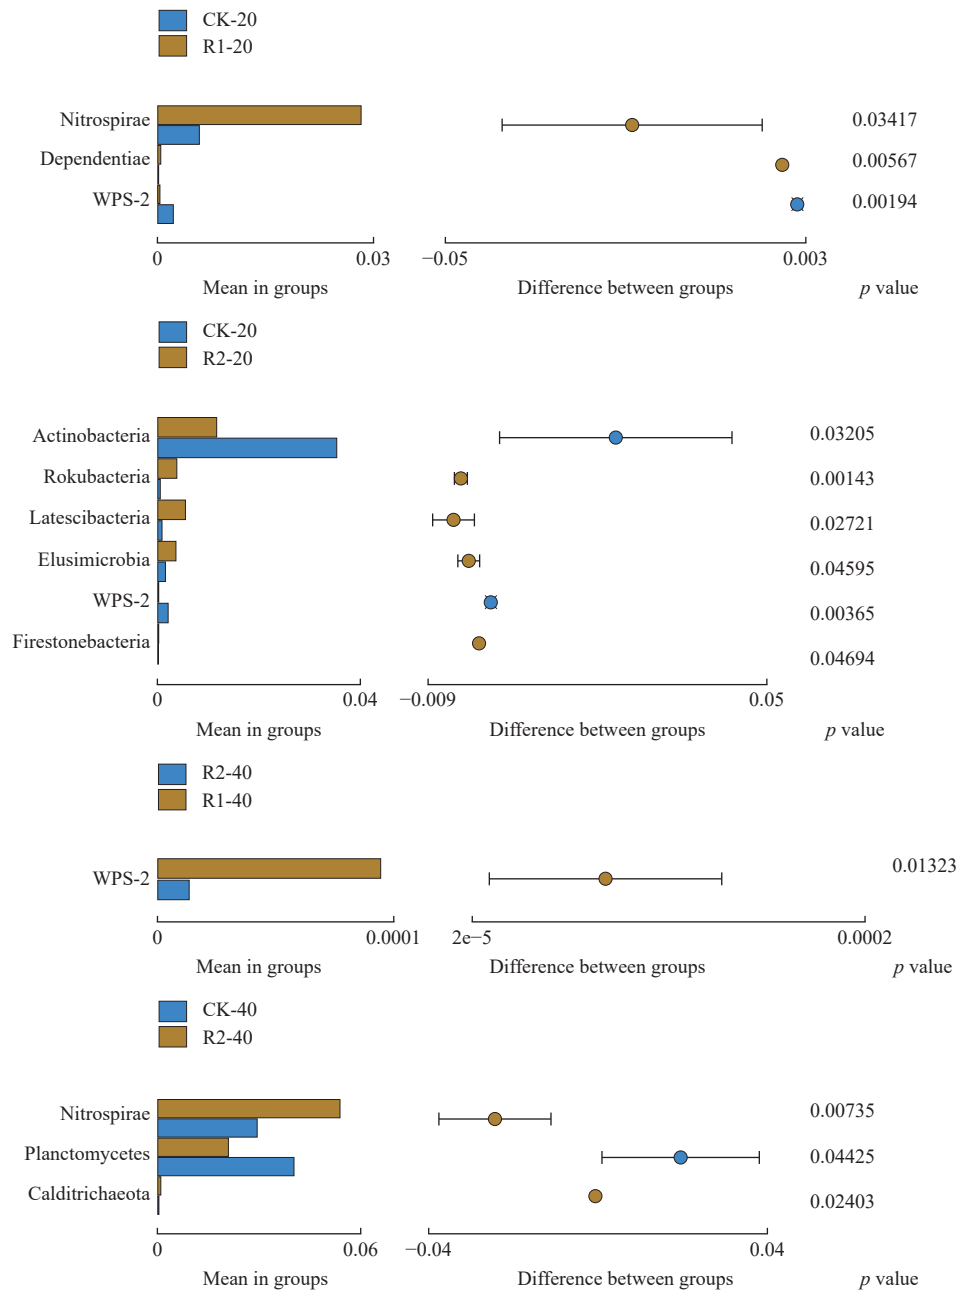 CK-20
R1-20
Nitrospirae 0.03417
Dependentiae 0.00567
WPS-2 0.00194
0 0.03 −0.05 0.003
Mean in groups Difference between groups p value
CK-20
R2-20
Actinobacteria 0.03205
Rokubacteria 0.00143
Latescibacteria 0.02721
Elusimicrobia 0.04595
WPS-2 0.00365
Firestonebacteria 0.04694
0 0.04 −0.009 0.05
Mean in groups Difference between groups p value
R2-40
R1-40
WPS-2 0.01323
0 0.0001 2e−5 0.0002
Mean in groups Difference between groups p value
CK-40
R2-40
Nitrospirae 0.00735
Planctomycetes 0.04425
Calditrichaeota 0.02403
0 0.06 −0.04 0.04
Mean in groups Difference between groups p value